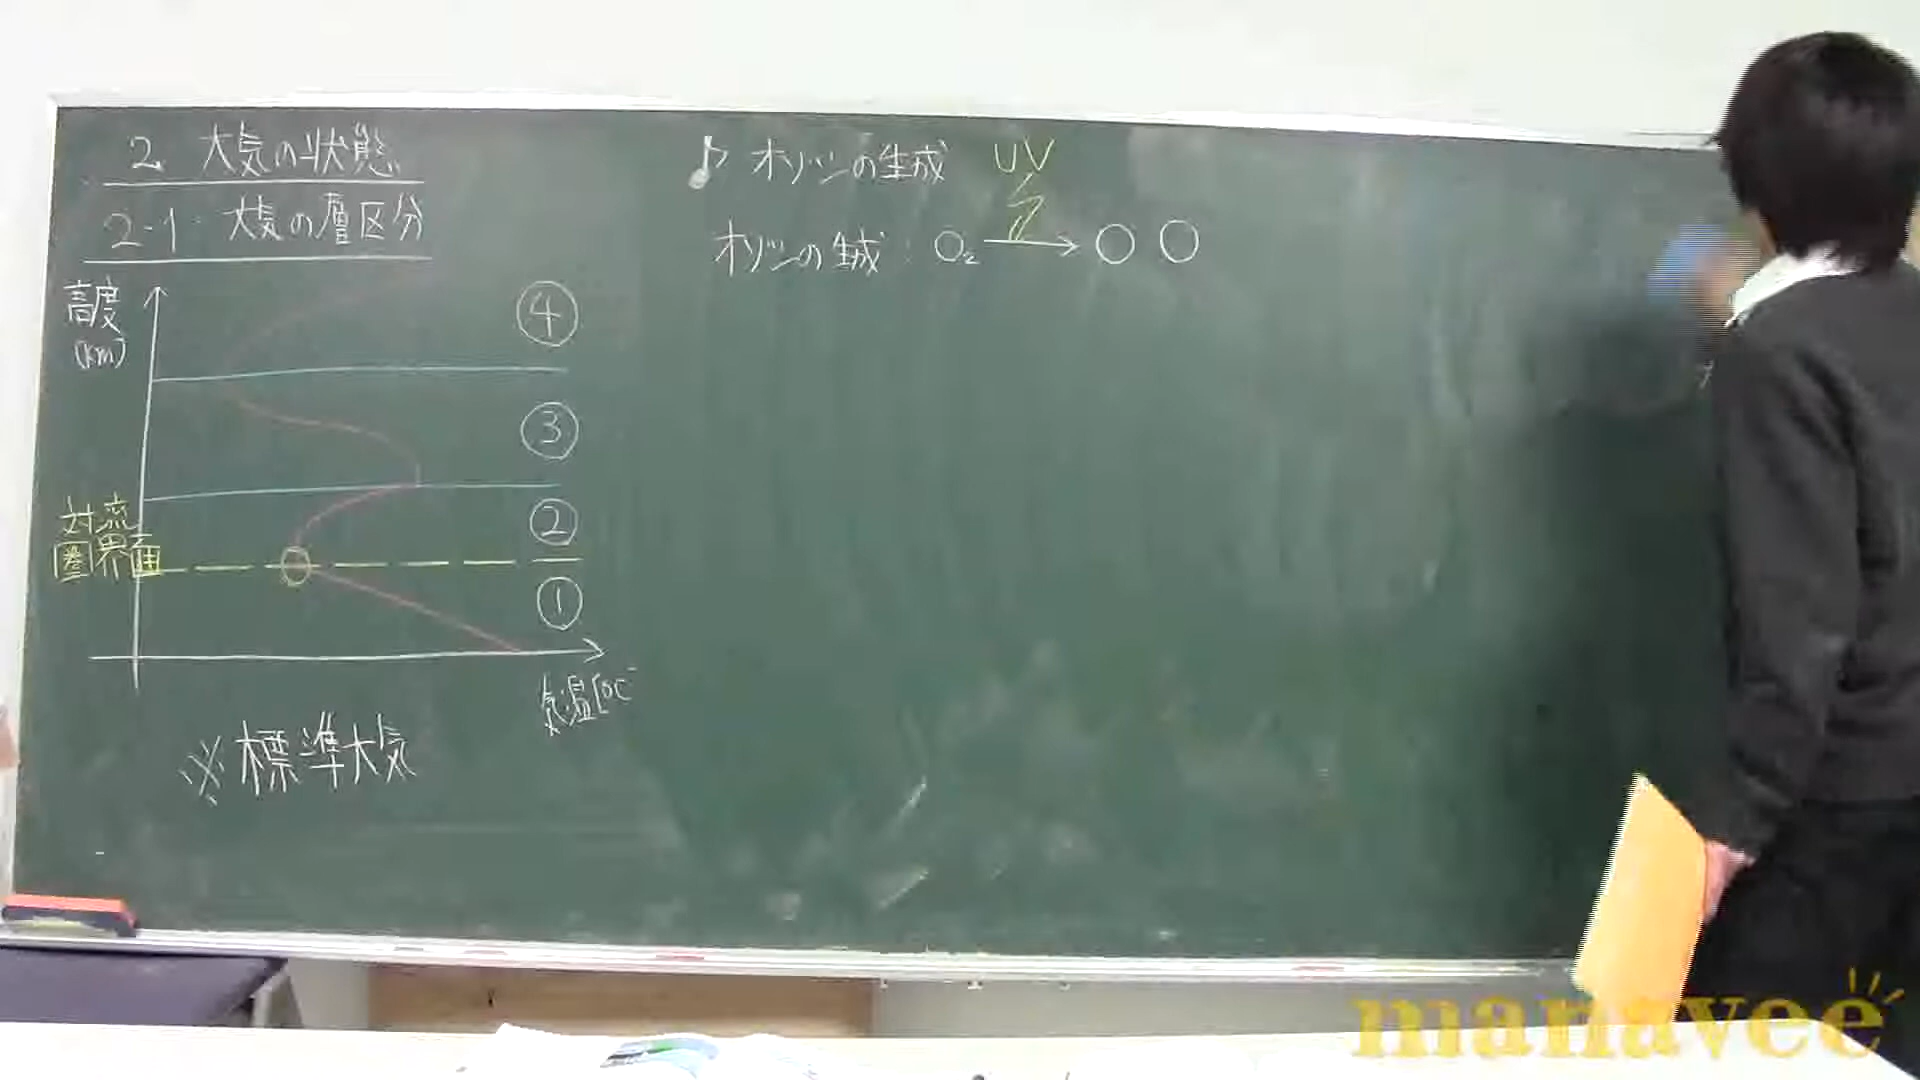 2 大気の状態
2-1 大気の層区分
高度
(km)
④
③
②
①
対流
圏界面
気温[℃
※標準大気
♪ オゾンの生成 UV
オゾンの生成: O₂ → O O
manavee